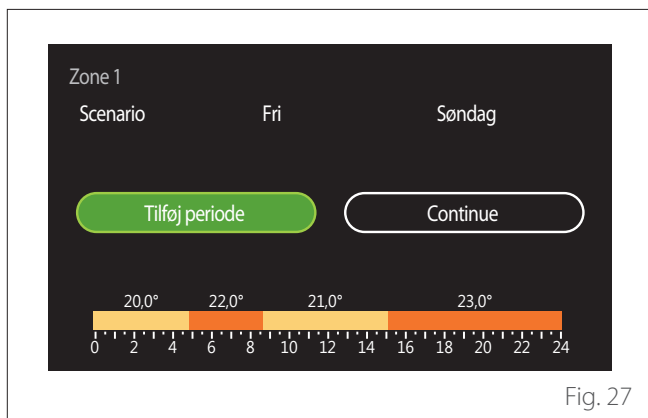 Zone 1
Scenario Fri Søndag
Tilføj periode Continue
20,0° 22,0° 21,0° 23,0°
0 2 4 6 8 10 12 14 16 18 20 22 24
Fig. 27